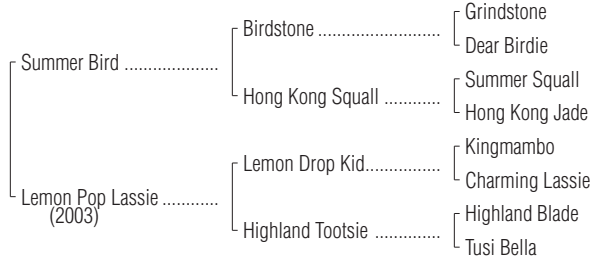 Grindstone
Birdstone ..........................
Dear Birdie
Summer Bird ....................
Summer Squall
Hong Kong Squall ............
Hong Kong Jade
Kingmambo
Lemon Drop Kid................
Charming Lassie
Lemon Pop Lassie ............
(2003)
Highland Blade
Highland Tootsie ..............
Tusi Bella